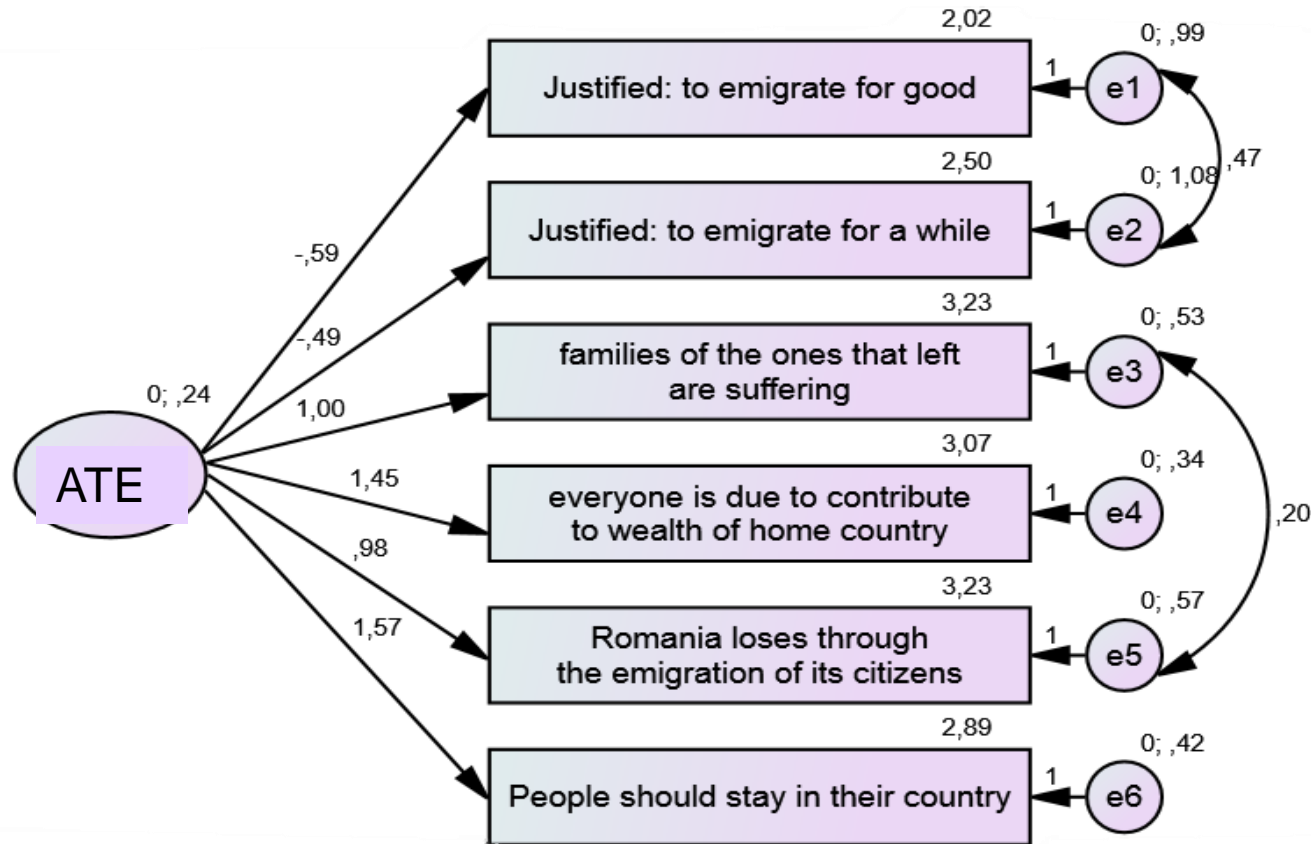 2,02
0; ,99
Justified: to emigrate for good
1
e1
2,50
0; 1,08
,47
Justified: to emigrate for a while
1
e2
-,59
3,23
0; ,53
-,49
families of the ones that left
are suffering
1
e3
0; ,24
1,00
3,07
0; ,34
ATE
1,45
everyone is due to contribute
to wealth of home country
1
e4
,20
,98
3,23
0; ,57
1,57
Romania loses through
the emigration of its citizens
1
e5
2,89
0; ,42
People should stay in their country
1
e6